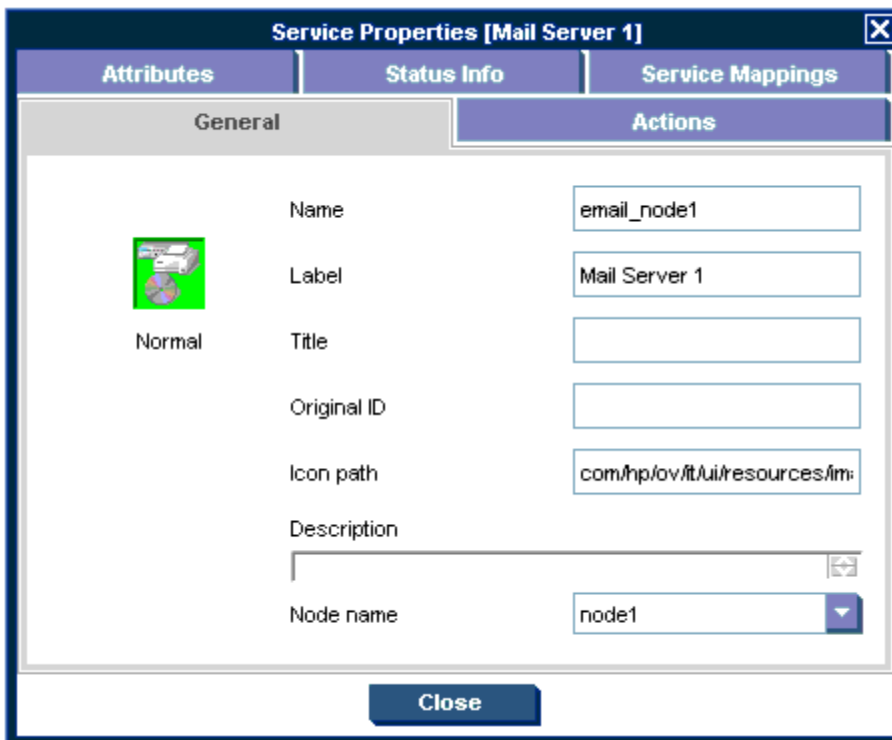 Service Properties [Mail Server 1]
Attributes Status Info Service Mappings
General Actions
Name email_node1
Label Mail Server 1
Normal Title
Original ID
Icon path com/hp/ov/it/ui/resources/im
Description
Node name node1
Close